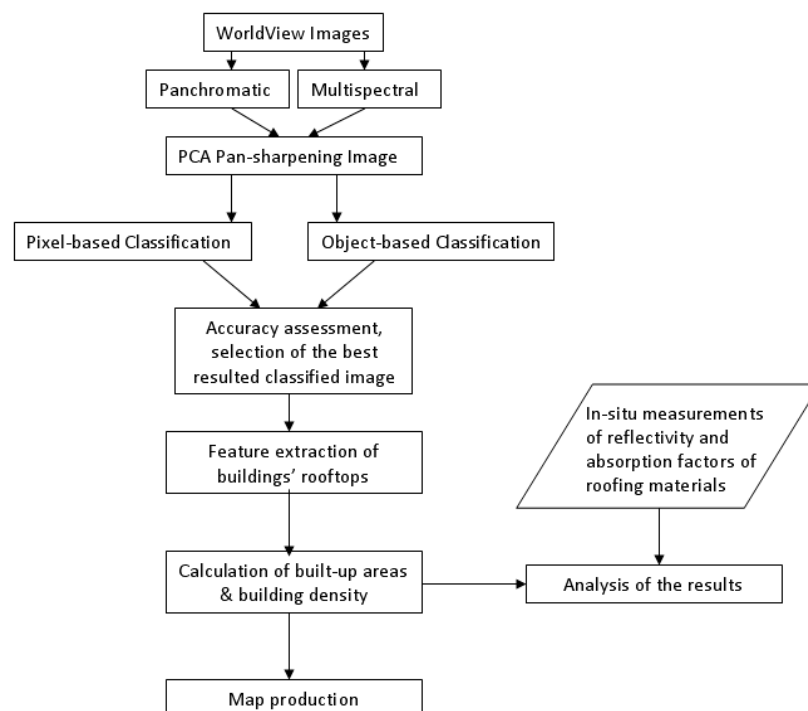 WorldView Images
Panchromatic
Multispectral
PCA Pan-sharpening Image
Pixel-based Classification
Object-based Classification
Accuracy assessment,
selection of the best
resulted classified image
In-situ measurements
of reflectivity and
absorption factors of
roofing materials
Feature extraction of
buildings’ rooftops
Calculation of built-up areas
& building density
Analysis of the results
Map production